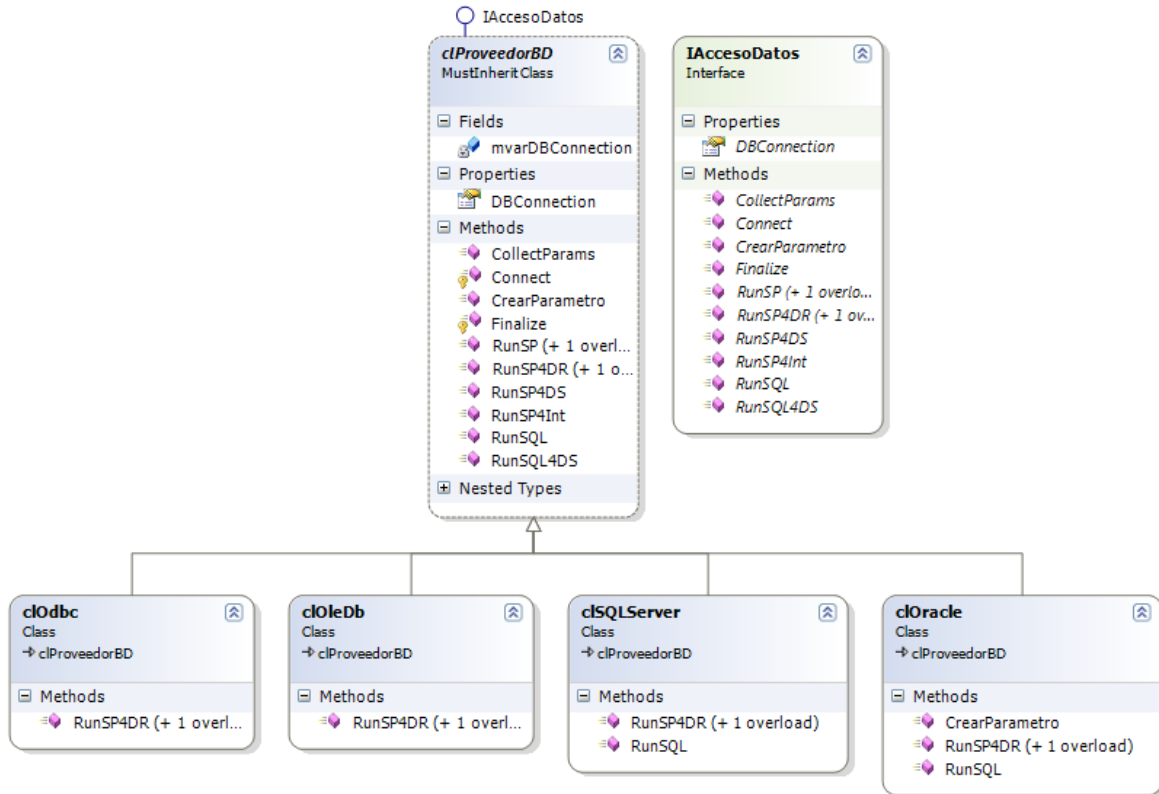 IAccesoDatos
clProveedorBD
MustInherit Class
Fields
mvarDBConnection
Properties
DBConnection
Methods
CollectParams
Connect
CrearParametro
Finalize
RunSP (+ 1 overl...
RunSP4DR (+ 1 o...
RunSP4DS
RunSP4Int
RunSQL
RunSQL4DS
Nested Types
IAccesoDatos
Interface
Properties
DBConnection
Methods
CollectParams
Connect
CrearParametro
Finalize
RunSP (+ 1 overlo...
RunSP4DR (+ 1 ov...
RunSP4DS
RunSP4Int
RunSQL
RunSQL4DS
clOdbc
Class
clProveedorBD
Methods
RunSP4DR (+ 1 overl...
clOleDb
Class
clProveedorBD
Methods
RunSP4DR (+ 1 overl...
clSQLServer
Class
clProveedorBD
Methods
RunSP4DR (+ 1 overload)
RunSQL
clOracle
Class
clProveedorBD
Methods
CrearParametro
RunSP4DR (+ 1 overload)
RunSQL